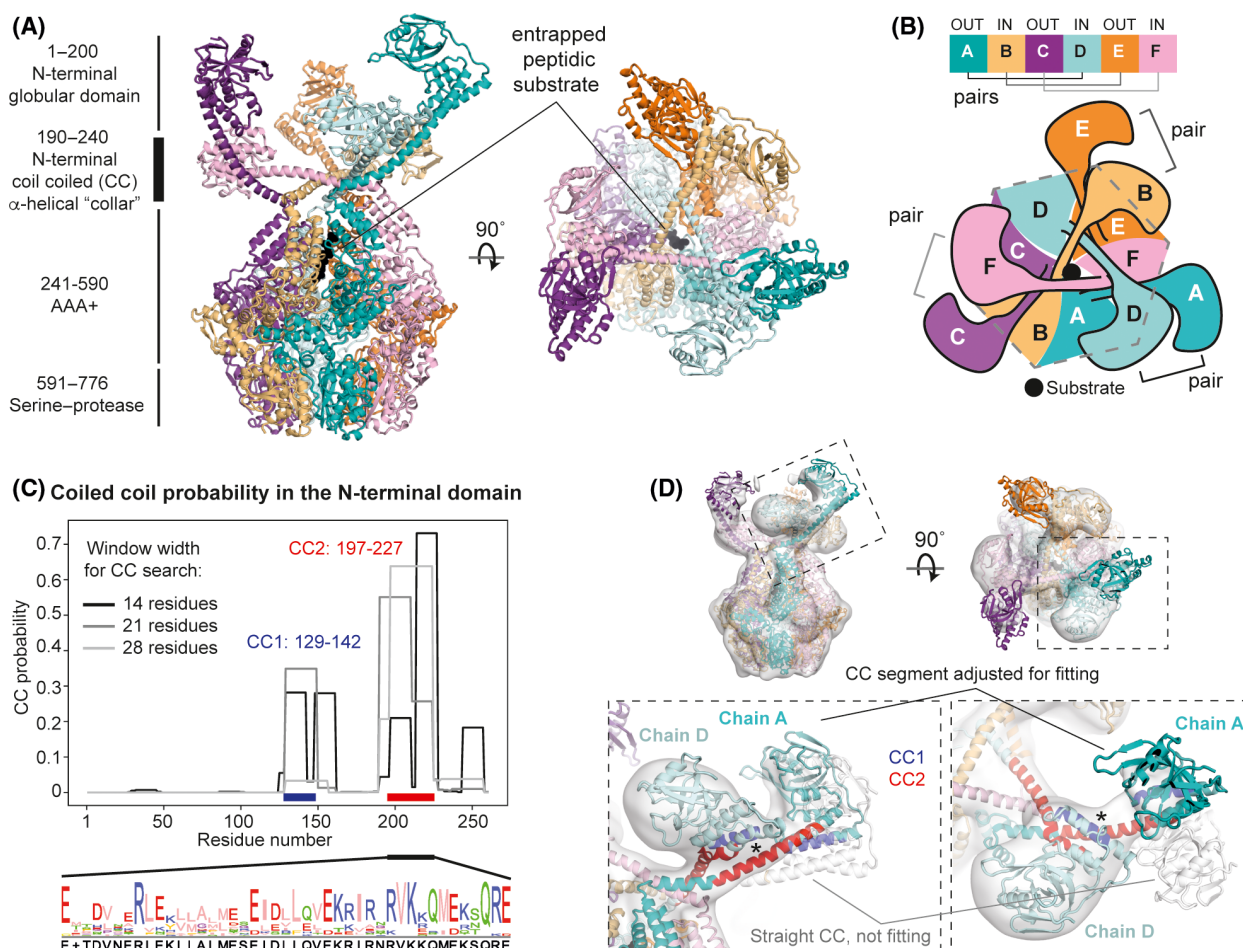 (A)
1–200
N-terminal
globular domain
190–240
N-terminal
coil coiled (CC)
α-helical "collar"
241-590
AAA+
591–776
Serine–protease
entrapped
peptidic
substrate
90°
(B)
OUT IN OUT IN OUT IN
A B C D E F
pairs
E
pair
B
D
E
pair
C
F
F
A
C
B
A
D
pair
Substrate
(C) Coiled coil probability in the N-terminal domain
CC probability
0.7
0.6
0.5
0.4
0.3
0.2
0.1
0
Window width
for CC search:
14 residues
21 residues
28 residues
CC2: 197-227
CC1: 129-142
1 50 100 150 200 250
Residue number
E+TDVNERLEKLLALMESEIDLLQVEKRIRNRVKKQMEKSQRE
(D)
90°
CC segment adjusted for fitting
Chain A
Chain D
CC1
CC2
*
Straight CC, not fitting
Chain A
*
Chain D